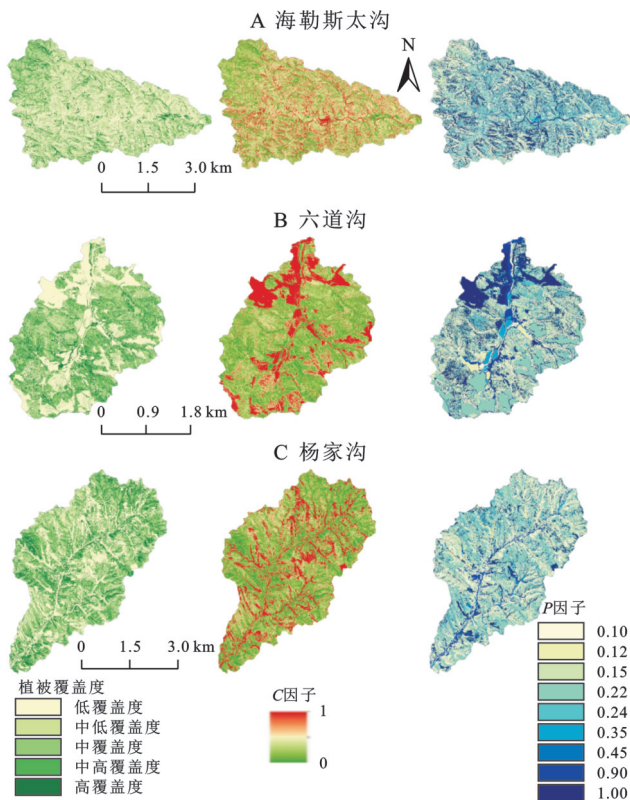 A 海勒斯太沟
N
0 1.5 3.0 km
B 六道沟
0 0.9 1.8 km
C 杨家沟
0 1.5 3.0 km
植被覆盖度
低覆盖度
中低覆盖度
中覆盖度
中高覆盖度
高覆盖度
C因子
1
0
P因子
0.10
0.12
0.15
0.22
0.24
0.35
0.45
0.90
1.00